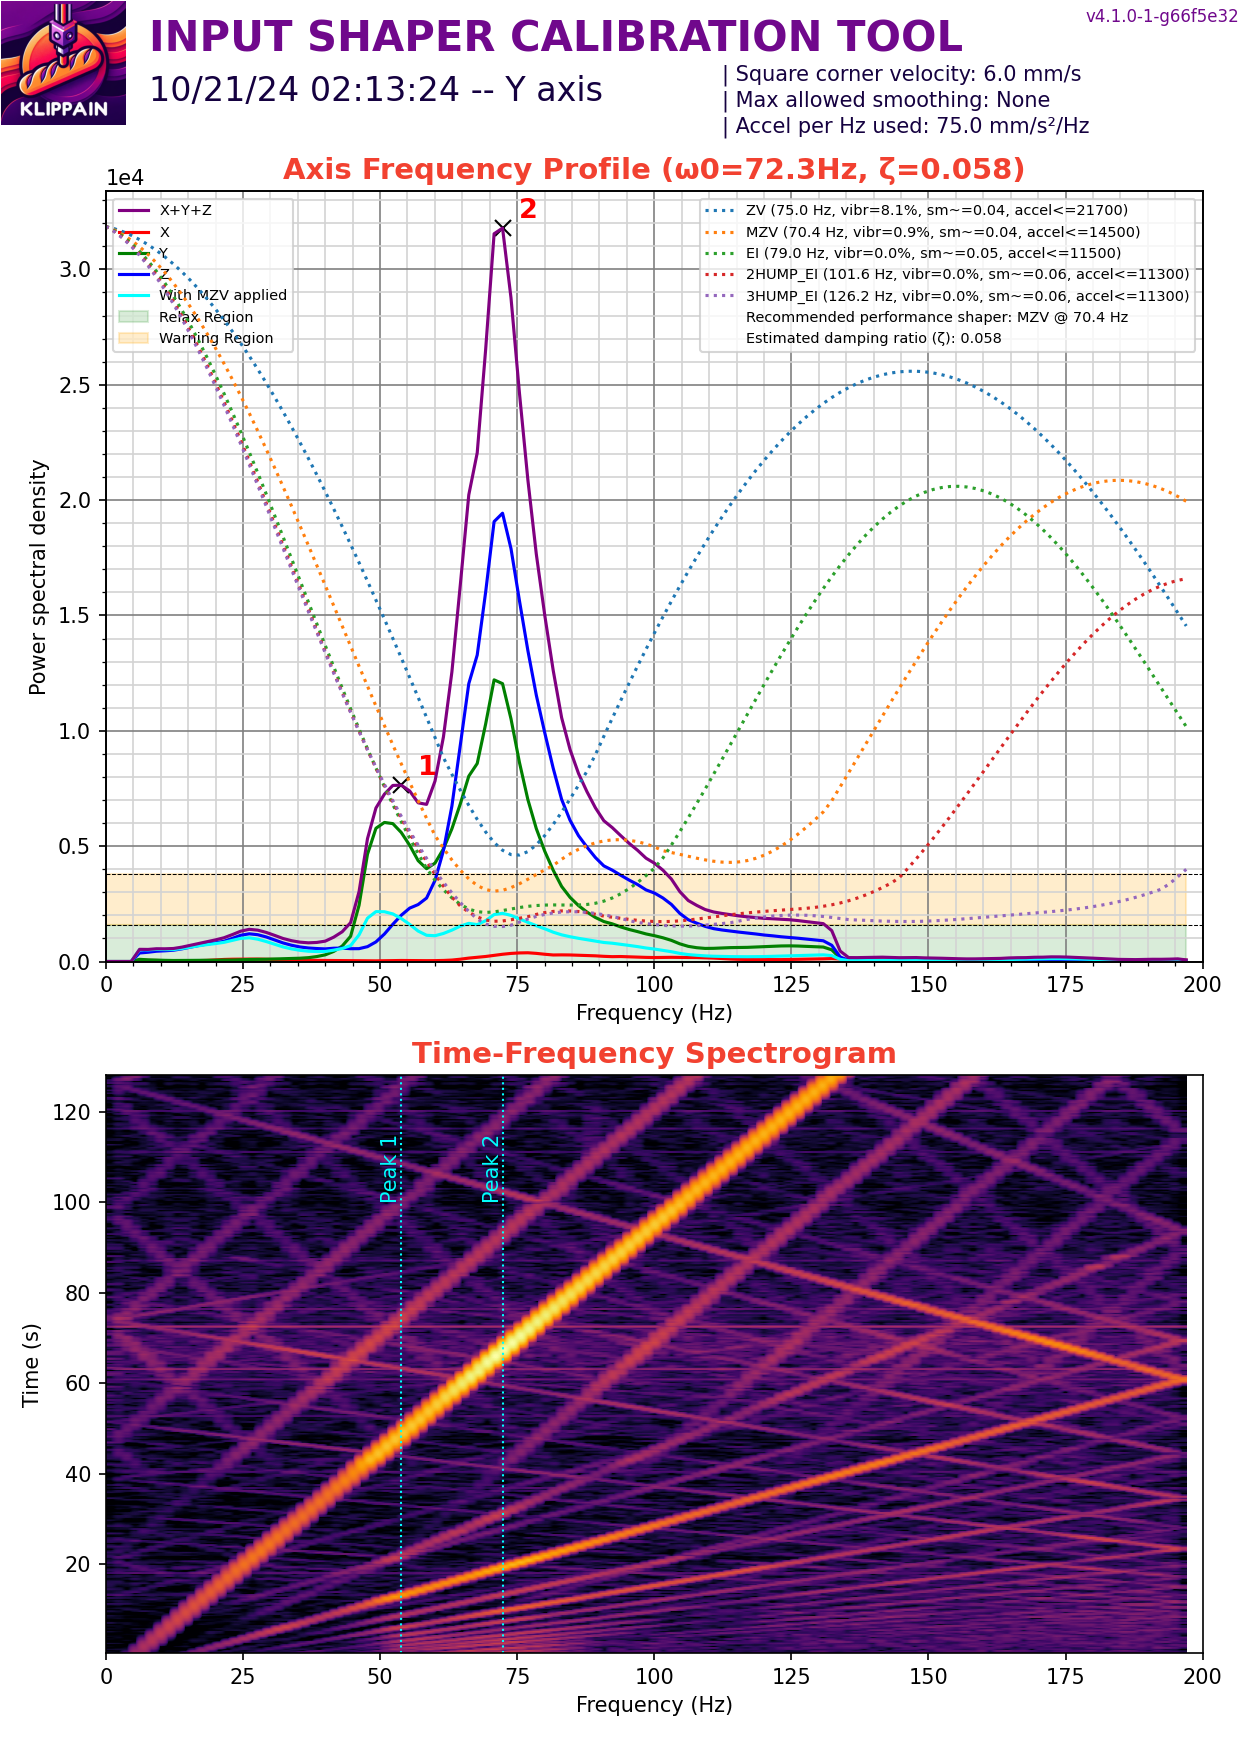 v4.1.0-1-g66f5e32
INPUT SHAPER CALIBRATION TOOL
10/21/24 02:13:24 -- Y axis
| Square corner velocity: 6.0 mm/s
| Max allowed smoothing: None
| Accel per Hz used: 75.0 mm/s²/Hz
KLIPPAIN
Axis Frequency Profile (ω0=72.3Hz, ζ=0.058)
1e4
X+Y+Z
X
Y
Z
With MZV applied
Relax Region
Warning Region
2
ZV (75.0 Hz, vibr=8.1%, sm~=0.04, accel<=21700)
MZV (70.4 Hz, vibr=0.9%, sm~=0.04, accel<=14500)
EI (79.0 Hz, vibr=0.0%, sm~=0.05, accel<=11500)
2HUMP_EI (101.6 Hz, vibr=0.0%, sm~=0.06, accel<=11300)
3HUMP_EI (126.2 Hz, vibr=0.0%, sm~=0.06, accel<=11300)
Recommended performance shaper: MZV @ 70.4 Hz
Estimated damping ratio (ζ): 0.058
1
Power spectral density
3.0
2.5
2.0
1.5
1.0
0.5
0.0
0 25 50 75 100 125 150 175 200
Frequency (Hz)
Time-Frequency Spectrogram
Time (s)
120
100
80
60
40
20
Peak 1
Peak 2
0 25 50 75 100 125 150 175 200
Frequency (Hz)